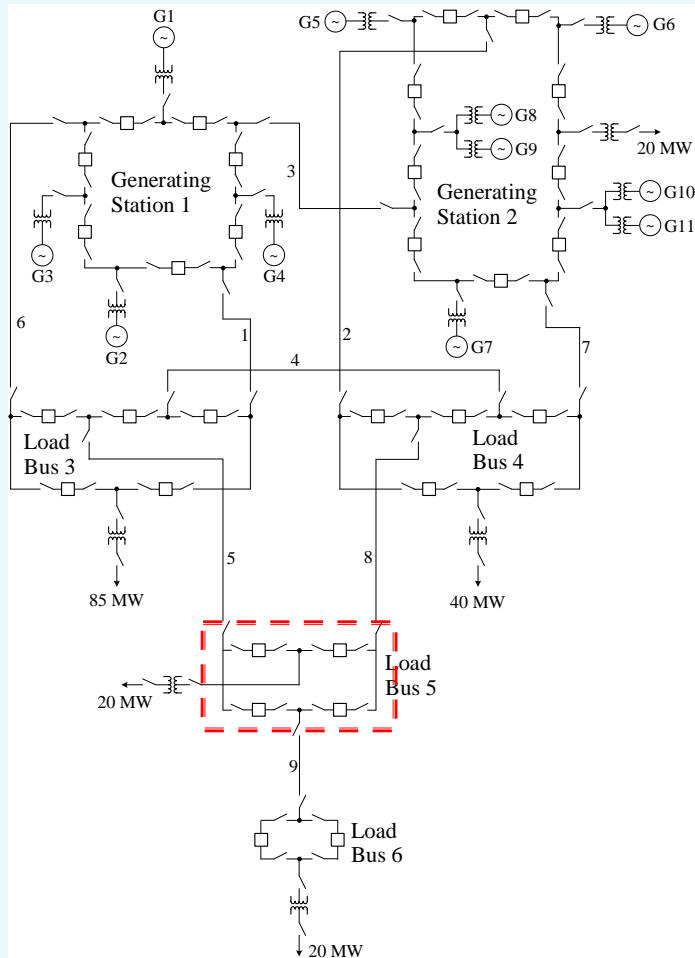 G1
G5
G6
G8
G9
20 MW
3
Generating
Station 1
Generating
Station 2
G10
G11
G3
G4
G2
G7
6
1
2
7
4
Load
Bus 3
Load
Bus 4
5
8
85 MW
40 MW
Load
Bus 5
20 MW
9
Load
Bus 6
20 MW
~
~
~
~
~
~
~
~
~
~
~